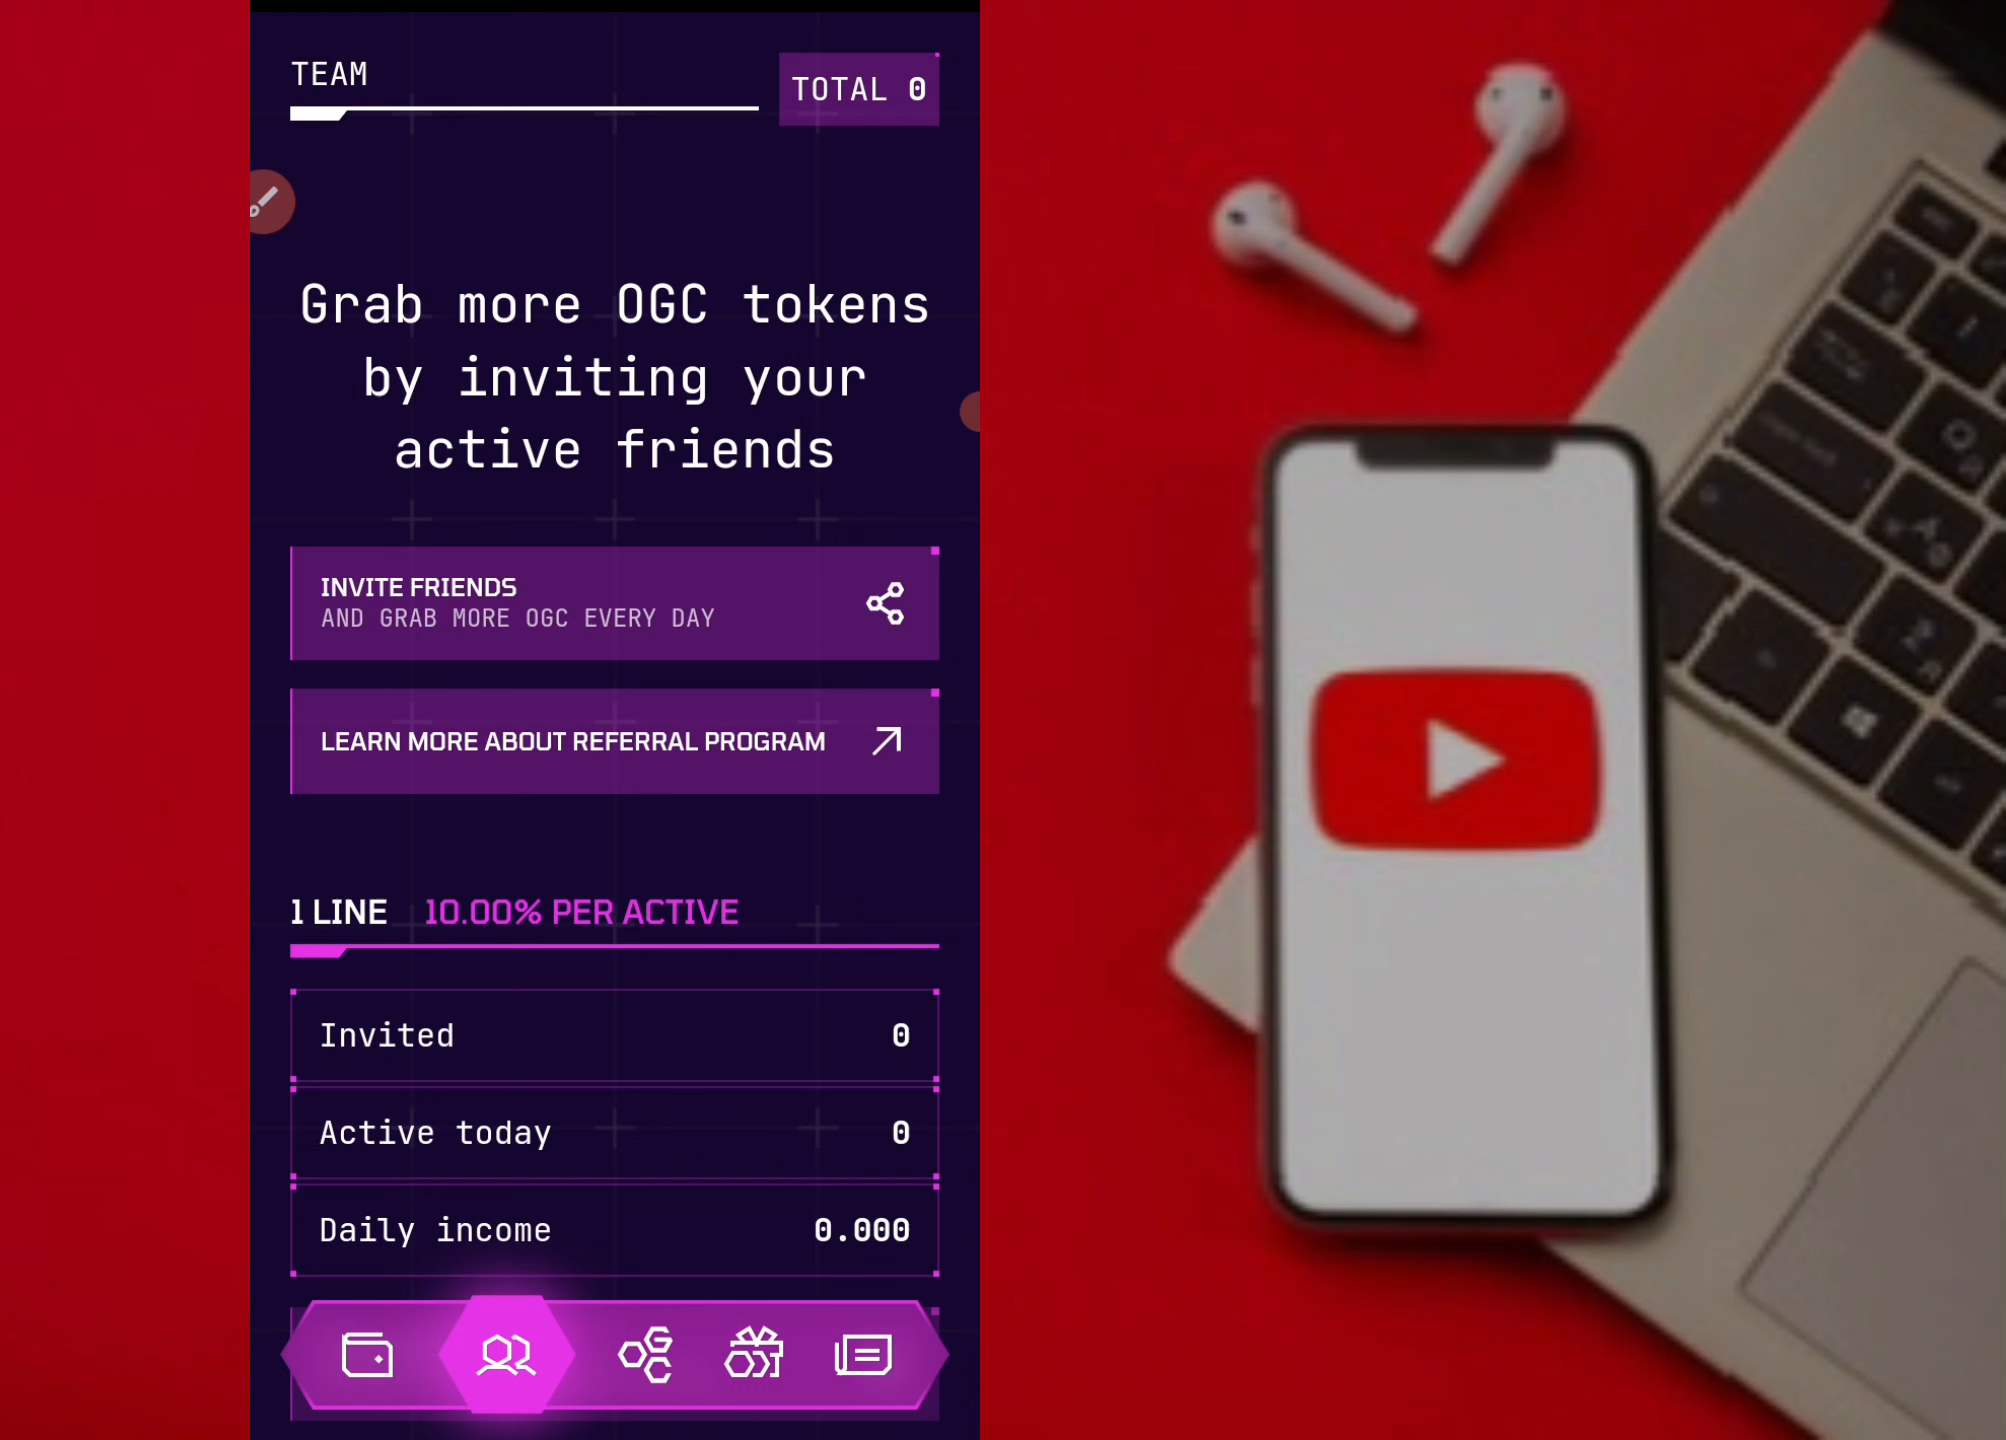 TEAM
TOTAL 0
Grab more OGC tokens
by inviting your
active friends
INVITE FRIENDS
AND GRAB MORE OGC EVERY DAY
LEARN MORE ABOUT REFERRAL PROGRAM
1 LINE 10.00% PER ACTIVE
Invited 0
Active today 0
Daily income 0.000